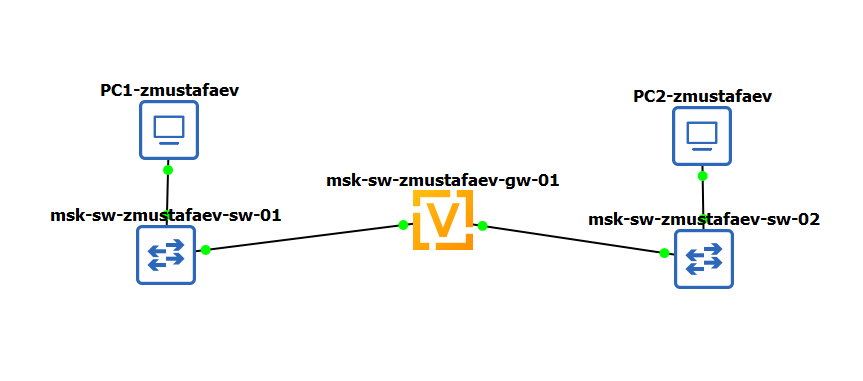 PC1-zmustafaev
PC2-zmustafaev
msk-sw-zmustafaev-gw-01
msk-sw-zmustafaev-sw-01
msk-sw-zmustafaev-sw-02
V